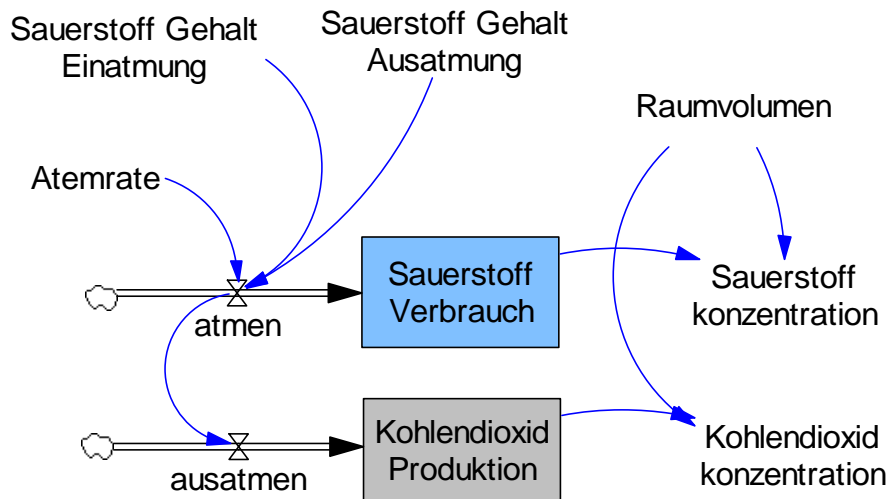 Sauerstoff Gehalt
Einatmung
Sauerstoff Gehalt
Ausatmung
Raumvolumen
Atemrate
Sauerstoff
Verbrauch
Sauerstoff
konzentration
atmen
Kohlendioxid
Produktion
Kohlendioxid
konzentration
ausatmen